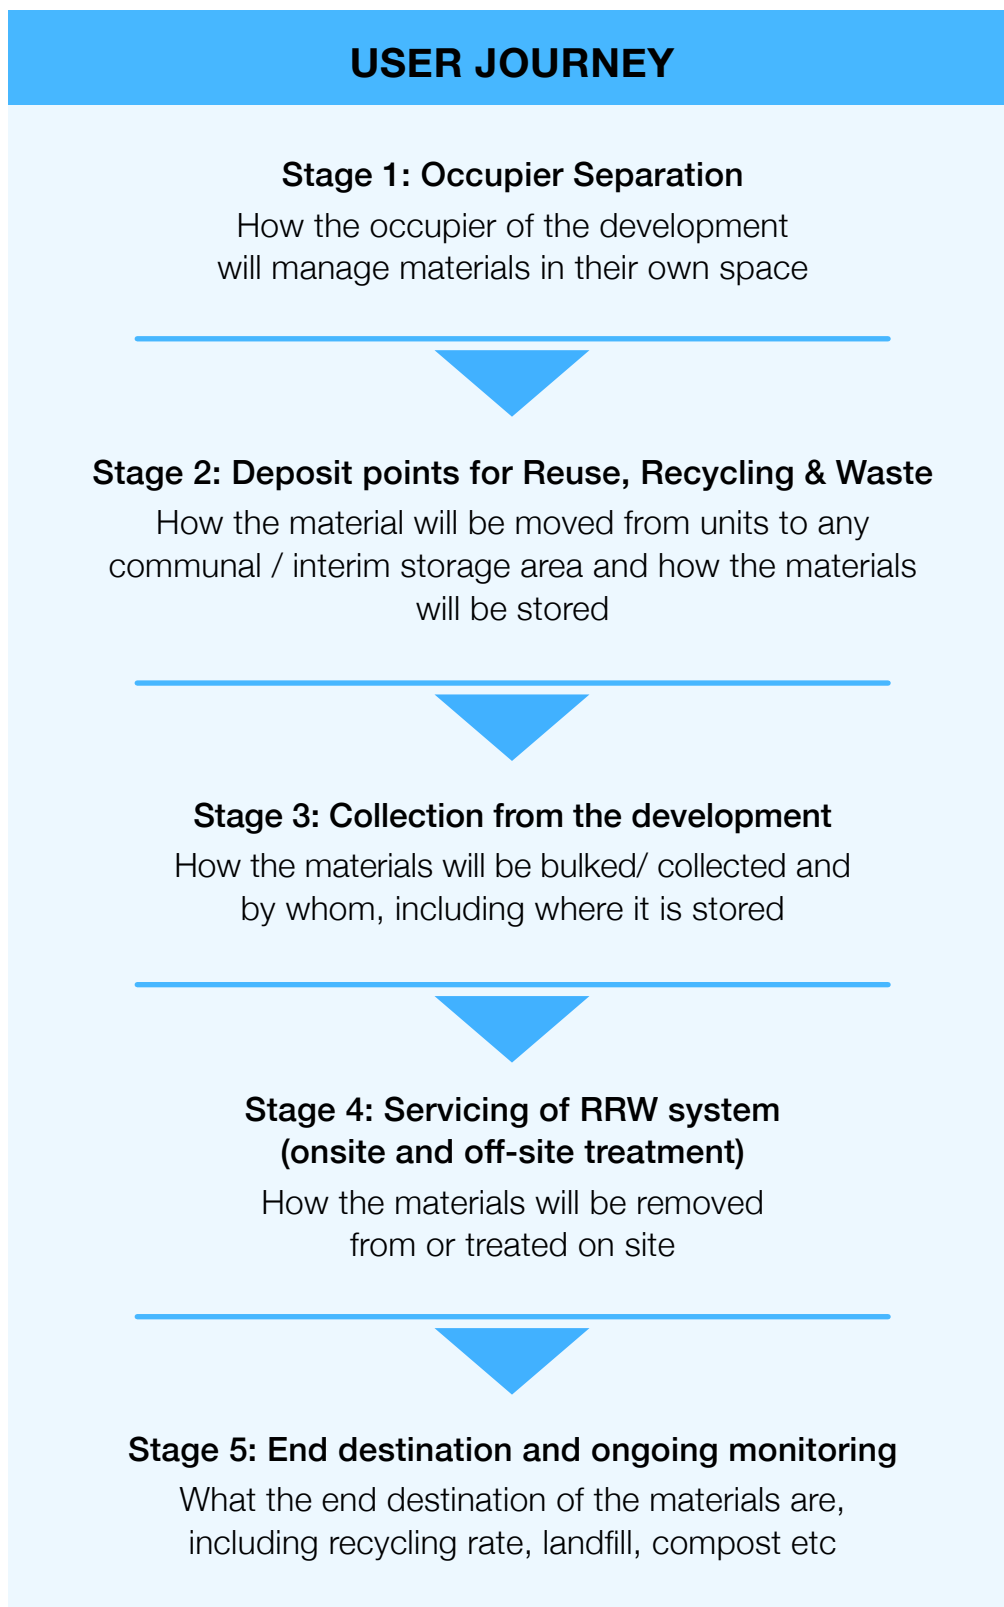 USER JOURNEY
Stage 1: Occupier Separation
How the occupier of the development
will manage materials in their own space
Stage 2: Deposit points for Reuse, Recycling & Waste
How the material will be moved from units to any
communal / interim storage area and how the materials
will be stored
Stage 3: Collection from the development
How the materials will be bulked/ collected and
by whom, including where it is stored
Stage 4: Servicing of RRW system
(onsite and off-site treatment)
How the materials will be removed
from or treated on site
Stage 5: End destination and ongoing monitoring
What the end destination of the materials are,
including recycling rate, landfill, compost etc